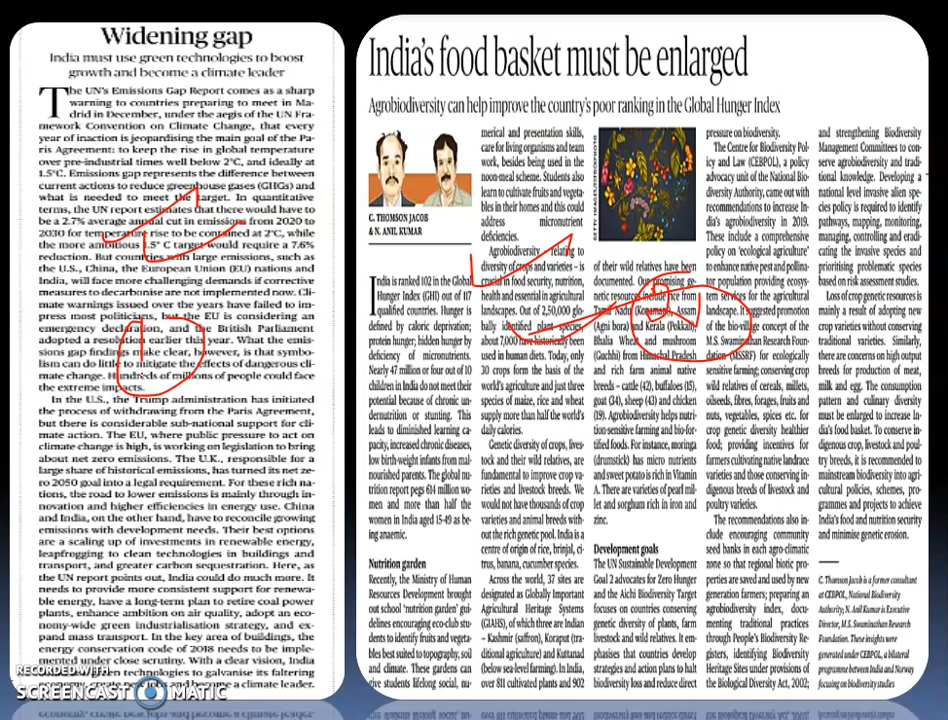 Widening gap
India must use green technologies to boost
growth and become a climate leader
The UN's Emissions Gap Report comes as a sharp
warning to countries preparing to meet in Ma-
drid in December, under the aegis of the UN Fra-
mework Convention on Climate Change, that every
year of inaction is jeopardising the main goal of the Pa-
ris Agreement: to keep the rise in global temperature
over pre-industrial times well below 2°C, and ideally at
1.5°C. Emissions gap represents the difference between
current actions to reduce greenhouse gases (GHGs) and
what is needed to meet the target. In quantitative
terms, the UN report estimates that there would have to
be a 2.7% average annual cut in emissions from 2020 to
2030 for temperature rise to be contained at 2°C, while
the more ambitious 1.5° C target would require a 7.6%
reduction. But countries with large emissions, such as
the U.S., China, the European Union (EU) nations and
India, will face more challenging demands if corrective
measures to decarbonise are not implemented now. Cli-
mate warnings issued over the years have failed to im-
press most politicians, but the EU is considering an
emergency declaration, and the British Parliament
adopted a resolution earlier this year. What the emis-
sions gap findings make clear, however, is that symbo-
lism can do little to mitigate the effects of dangerous cli-
mate change. Hundreds of millions of people could face
the extreme impacts.
In the U.S., the Trump administration has initiated
the process of withdrawing from the Paris Agreement,
but there is considerable sub-national support for cli-
mate action. The EU, where public pressure to act on
climate change is high, is working on legislation to bring
about net zero emissions. The U.K., responsible for a
large share of historical emissions, has turned its net ze-
ro 2050 goal into a legal requirement. For these rich na-
tions, the road to lower emissions is mainly through in-
novation and higher efficiencies in energy use. China
and India, on the other hand, have to reconcile growing
emissions with development needs. Their best options
are a scaling up of investments in renewable energy,
leapfrogging to clean technologies in buildings and
transport, and greater carbon sequestration. Here, as
the UN report points out, India could do much more. It
needs to provide more consistent support for renewa-
ble energy, have a long-term plan to retire coal power
plants, enhance ambition on air quality, adopt an eco-
nomy-wide green industrialisation strategy, and ex-
pand mass transport. In the key area of buildings, the
energy conservation code of 2018 needs to be imple-
mented under close scrutiny. With a clear vision, India
could use green technologies to galvanise its faltering
economy, create new jobs and become a climate leader.
RECORDED WITH
SCREENCAST MATIC
India's food basket must be enlarged
Agrobiodiversity can help improve the country's poor ranking in the Global Hunger Index
C. THOMSON JACOB
& N. ANIL KUMAR
India is ranked 102 in the Global
Hunger Index (GHI) out of 117
qualified countries. Hunger is
defined by caloric deprivation;
protein hunger; hidden hunger by
deficiency of micronutrients.
Nearly 47 million or four out of 10
children in India do not meet their
potential because of chronic un-
dernutrition or stunting. This
leads to diminished learning ca-
pacity, increased chronic diseases,
low birth-weight infants from mal-
nourished parents. The global nu-
trition report pegs 614 million wo-
men and more than half the
women in India aged 15-49 as be-
ing anaemic.
Nutrition garden
Recently, the Ministry of Human
Resources Development brought
out school 'nutrition garden' gui-
delines encouraging eco-club stu-
dents to identify fruits and vegeta-
bles best suited to topography, soil
and climate. These gardens can
give students lifelong social, nu-
merical and presentation skills,
care for living organisms and team
work, besides being used in the
noon-meal scheme. Students also
learn to cultivate fruits and vegeta-
bles in their homes and this could
address micronutrient
deficiencies.
Agrobiodiversity – relating to
diversity of crops and varieties – is
crucial in food security, nutrition,
health and essential in agricultural
landscapes. Out of 2,50,000 glo-
bally identified plant species,
about 7,000 have historically been
used in human diets. Today, only
30 crops form the basis of the
world's agriculture and just three
species of maize, rice and wheat
supply more than half the world's
daily calories.
Genetic diversity of crops, lives-
tock and their wild relatives, are
fundamental to improve crop va-
rieties and livestock breeds. We
would not have thousands of crop
varieties and animal breeds with-
out the rich genetic pool. India is a
centre of origin of rice, brinjal, ci-
trus, banana, cucumber species.
Across the world, 37 sites are
designated as Globally Important
Agricultural Heritage Systems
(GIAHS), of which three are Indian
– Kashmir (saffron), Koraput (tra-
ditional agriculture) and Kuttanad
(below sea-level farming). In India,
over 811 cultivated plants and 902
GETTY IMAGES/ISTOCKPHOTO
of their wild relatives have been
documented. Our promising ge-
netic resources include rice from
Tamil Nadu (Konamani), Assam
(Agni bora) and Kerala (Pokkali),
Bhalia Wheat and mushroom
(Guchhi) from Himachal Pradesh
and rich farm animal native
breeds – cattle (42), buffaloes (15),
goat (34), sheep (43) and chicken
(19). Agrobiodiversity helps nutri-
tion-sensitive farming and bio-for-
tified foods. For instance, moringa
(drumstick) has micro nutrients
and sweet potato is rich in Vitamin
A. There are varieties of pearl mil-
let and sorghum rich in iron and
zinc.
Development goals
The UN Sustainable Development
Goal 2 advocates for Zero Hunger
and the Aichi Biodiversity Target
focuses on countries conserving
genetic diversity of plants, farm
livestock and wild relatives. It em-
phasises that countries develop
strategies and action plans to halt
biodiversity loss and reduce direct
pressure on biodiversity.
The Centre for Biodiversity Pol-
icy and Law (CEBPOL), a policy
advocacy unit of the National Bio-
diversity Authority, came out with
recommendations to increase In-
dia's agrobiodiversity in 2019.
These include a comprehensive
policy on 'ecological agriculture'
to enhance native pest and pollina-
tor population providing ecosys-
tem services for the agricultural
landscape. It suggested promotion
of the bio-village concept of the
M.S. Swaminathan Research Foun-
dation (MSSRF) for ecologically
sensitive farming; conserving crop
wild relatives of cereals, millets,
oilseeds, fibres, forages, fruits and
nuts, vegetables, spices etc. for
crop genetic diversity healthier
food; providing incentives for
farmers cultivating native landrace
varieties and those conserving in-
digenous breeds of livestock and
poultry varieties.
The recommendations also in-
clude encouraging community
seed banks in each agro-climatic
zone so that regional biotic pro-
perties are saved and used by new
generation farmers; preparing an
agrobiodiversity index, docu-
menting traditional practices
through People's Biodiversity Re-
gisters, identifying Biodiversity
Heritage Sites under provisions of
the Biological Diversity Act, 2002;
and strengthening Biodiversity
Management Committees to con-
serve agrobiodiversity and tradi-
tional knowledge. Developing a
national level invasive alien spe-
cies policy is required to identify
pathways, mapping, monitoring,
managing, controlling and eradi-
cating the invasive species and
prioritising problematic species
based on risk assessment studies.
Loss of crop genetic resources is
mainly a result of adopting new
crop varieties without conserving
traditional varieties. Similarly,
there are concerns on high output
breeds for production of meat,
milk and egg. The consumption
pattern and culinary diversity
must be enlarged to increase In-
dia's food basket. To conserve in-
digenous crop, livestock and poul-
try breeds, it is recommended to
mainstream biodiversity into agri-
cultural policies, schemes, pro-
grammes and projects to achieve
India's food and nutrition security
and minimise genetic erosion.
C. Thomson Jacob is a former consultant
at CEBPOL, National Biodiversity
Authority; N. Anil Kumar is Executive
Director, M.S. Swaminathan Research
Foundation. These insights were
generated under CEBPOL, a bilateral
programme between India and Norway
focusing on biodiversity studies